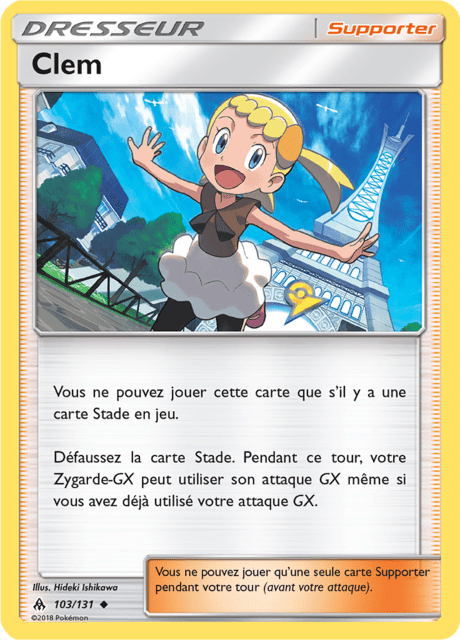 DRESSEUR
Supporter
Clem
Vous ne pouvez jouer cette carte que s'il y a une
carte Stade en jeu.
Défaussez la carte Stade. Pendant ce tour, votre
Zygarde-GX peut utiliser son attaque GX même si
vous avez déjà utilisé votre attaque GX.
Illus. Hideki Ishikawa
103/131
©2018 Pokémon
Vous ne pouvez jouer qu'une seule carte Supporter
pendant votre tour (avant votre attaque).